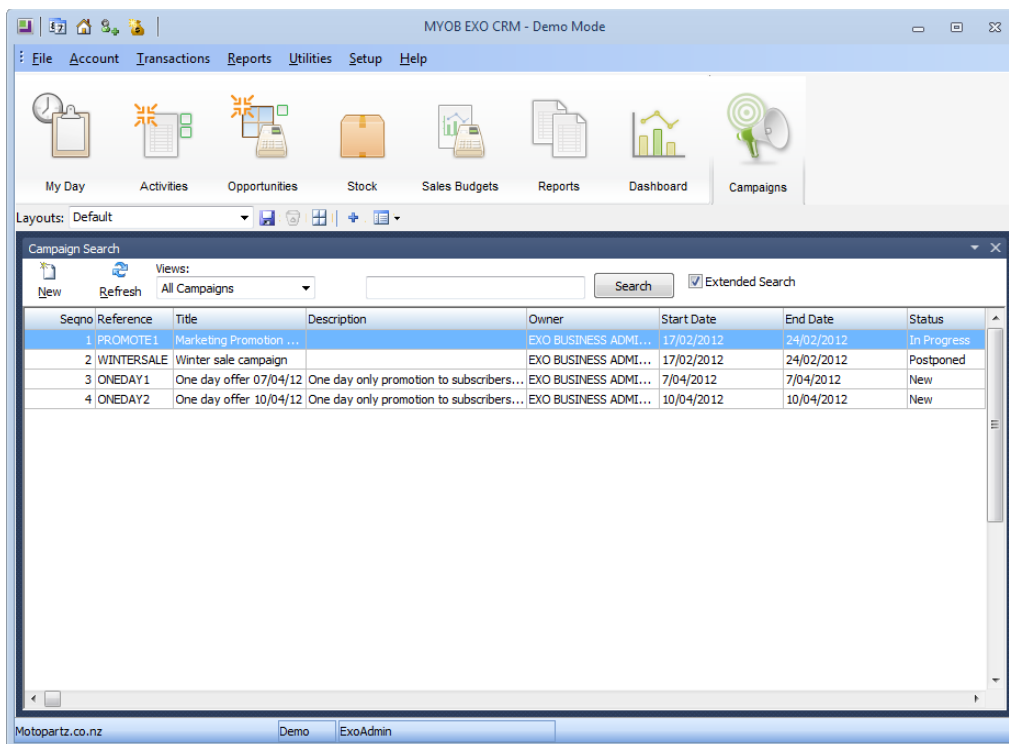 MYOB EXO CRM - Demo Mode
File Account Transactions Reports Utilities Setup Help
My Day Activities Opportunities Stock Sales Budgets Reports Dashboard Campaigns
Layouts: Default
Campaign Search
New Refresh Views: All Campaigns Search Extended Search
Seqno Reference Title Description Owner Start Date End Date Status
1 PROMOTE1 Marketing Promotion ... EXO BUSINESS ADMI... 17/02/2012 24/02/2012 In Progress
2 WINTERSALE Winter sale campaign EXO BUSINESS ADMI... 17/02/2012 24/02/2012 Postponed
3 ONEDAY1 One day offer 07/04/12 One day only promotion to subscribers... EXO BUSINESS ADMI... 7/04/2012 7/04/2012 New
4 ONEDAY2 One day offer 10/04/12 One day only promotion to subscribers... EXO BUSINESS ADMI... 10/04/2012 10/04/2012 New
Motopartz.co.nz Demo ExoAdmin